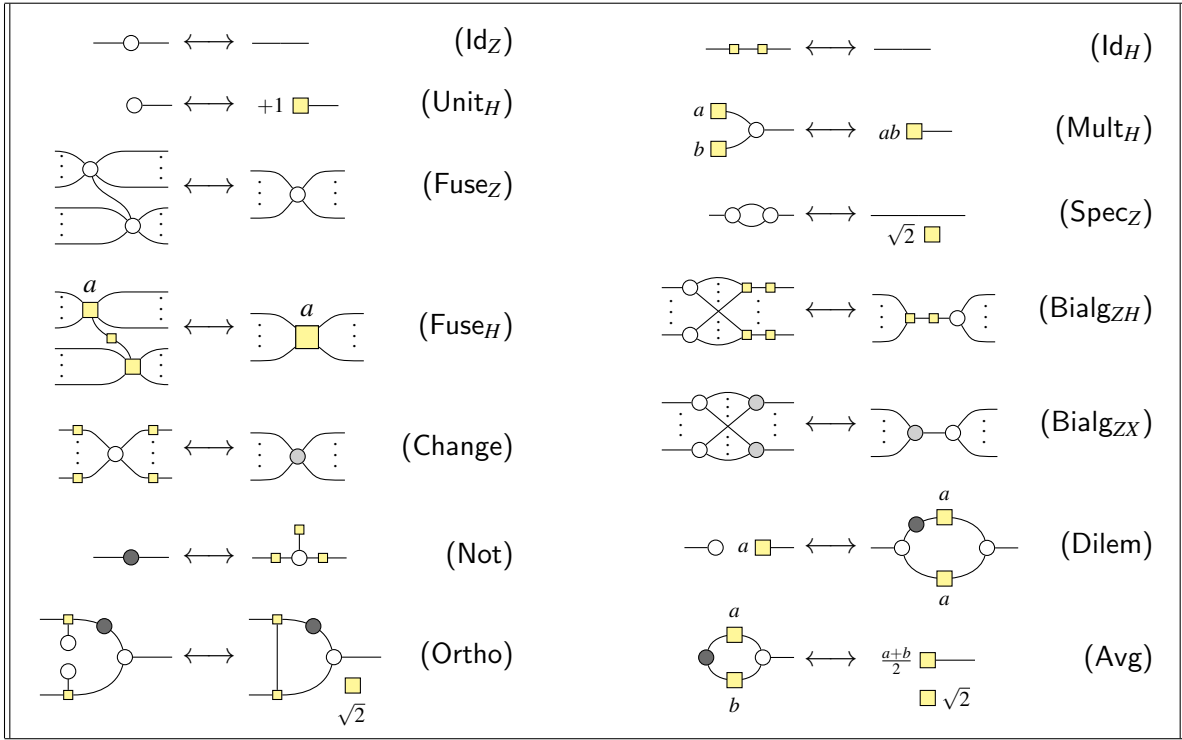 (Id_Z)
(Id_H)
+1 (Unit_H)
a
b
ab (Mult_H)
(Fuse_Z)
√2 (Spec_Z)
a a (Fuse_H)
(Bialg_ZH)
(Change)
(Bialg_ZX)
(Not)
a
a
a (Dilem)
(Ortho)
√2
a
b
a+b/2
√2 (Avg)